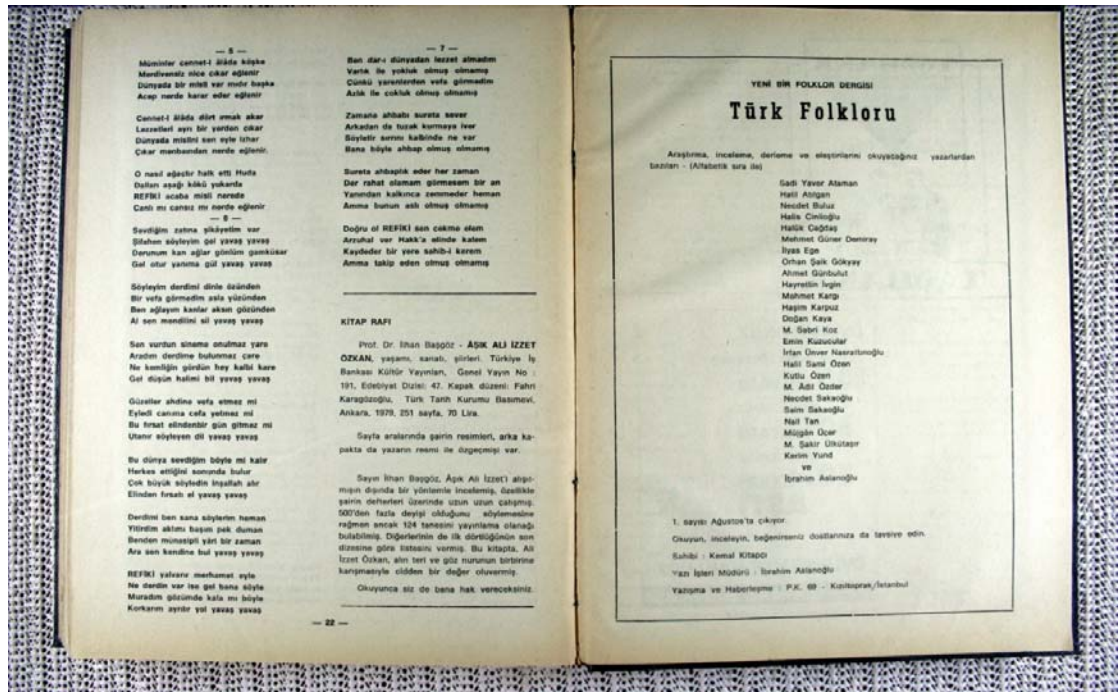 — 5 —
Müminler cennet-i âlâda köşke
Merdivensiz nice cıkar eğlenir
Dünyada bir misli var mıdır başka
Acep nerde karar eder eğlenir
Cennet-i âlâda dört ırmak akar
Lezzetleri ayrı bir yerden cıkar
Dünyada mislini sen eyle izhar
Çıkar menbaından nerde eğlenir.
O nasıl ağaçtır halk etti Huda
Dalları aşağı kökü yukarda
REFİKİ acaba misli nerede
Canlı mı cansız mı nerde eğlenir
— 6 —
Sevdiğim zatına şikâyetim var
Şifahen söyleyim gel yavaş yavaş
Derunum kan ağlar gönlüm gamküsar
Gel otur yanıma gül yavaş yavaş
Söyleyim derdimi dinle özünden
Bir vefa görmedim asla yüzünden
Ben ağlayım kanlar aksın gözünden
Al sen mendilini sil yavaş yavaş
Sen vurdun sineme onulmaz yare
Aradım derdime bulunmaz çare
Ne kemliğin gördün hey kalbi kare
Gel düşün halimi bil yavaş yavaş
Güzeller ahdine vefa etmez mi
Eyledi canıma cefa yetmez mi
Bu fırsat elindenbir gün gitmez mi
Utanır söyleyen dil yavaş yavaş
Bu dünya sevdiğim böyle mi kalır
Herkes ettiğini sonunda bulur
Çok büyük söyledin inşallah alır
Elinden fırsatı el yavaş yavaş
Derdimi ben sana söylerim heman
Yitirdim aklımı başım pek duman
Benden münasipli yâri bir zaman
Ara sen kendine bul yavaş yavaş
REFİKİ yalvarır merhamet eyle
Ne derdin var ise gel bana söyle
Muradım gözümde kala mı böyle
Korkarım ayrılır yol yavaş yavaş
— 7 —
Ben dar-ı dünyadan lezzet almadım
Varlık ile yokluk olmuş olmamış
Çünkü yarenlerden vefa görmedim
Azlık ile cokluk olmuş olmamış
Zamane ahbabı sureta sever
Arkadan da tuzak kurmaya iver
Söyletir sırrını kalbinde ne var
Bana böyle ahbap olmuş olmamış
Sureta ahbaplık eder her zaman
Der rahat olamam görmesem bir an
Yanından kalkınca zemmeder heman
Amma bunun aslı olmuş olmamış
Doğru ol REFİKİ sen cekme elem
Arzuhal ver Hakk'a elinde kalem
Kaydeder bir yere sahib-i kerem
Amma takip eden olmuş olmamış
KİTAP RAFI
Prof. Dr. İlhan Başgöz - ÂŞIK ALİ İZZET
ÖZKAN, yaşamı, sanatı, şiirleri. Türkiye İş
Bankası Kültür Yayınları, Genel Yayın No :
191, Edebiyat Dizisi: 47. Kapak düzeni: Fahri
Karagözoğlu, Türk Tarih Kurumu Basımevi,
Ankara, 1979, 251 sayfa, 70 Lira.
Sayfa aralarında şairin resimleri, arka ka-
pakta da yazarın resmi ile özgeçmişi var.
Sayın İlhan Başgöz, Âşık Ali İzzet'i alışıl-
mışın dışında bir yönlemle incelemiş, özellikle
şairin defterleri üzerinde uzun uzun çalışmış.
500'den fazla deyişi olduğunu söylemesine
rağmen ancak 124 tanesini yayınlama olanağı
bulabilmiş. Diğerlerinin de ilk dörtlüğünün son
dizesine göre listesini vermiş. Bu kitapta, Ali
İzzet Özkan, alın teri ve göz nurunun birbirine
karışmasıyle cidden bir değer oluvermiş.
Okuyunca siz de bana hak vereceksiniz.
— 22 —
YENİ BİR FOLKLOR DERGİSİ
Türk Folkloru
Araştırma, inceleme, derleme ve eleştirilerini okuyacağınız yazarlardan
bazıları - (Alfabetik sıra ile)
Sadi Yaver Ataman
Halil Atılgan
Necdet Buluz
Halis Cinlioğlu
Halûk Çağdaş
Mehmet Güner Demiray
İlyas Ege
Orhan Şaik Gökyay
Ahmet Günbulut
Hayrettin İvgin
Mehmet Kargı
Haşim Karpuz
Doğan Kaya
M. Sabri Koz
Emin Kuzucular
İrfan Ünver Nasrattınoğlu
Halil Sami Özen
Kutlu Özen
M. Âdil Özder
Necdet Sakaoğlu
Saim Sakaoğlu
Nail Tan
Müjgân Üçer
M. Şakir Ülkütaşır
Kerim Yund
ve
İbrahim Aslanoğlu
1. sayısı Ağustos'ta çıkıyor.
Okuyun, inceleyin, beğenirseniz dostlarınıza da tavsiye edin.
Sahibi : Kemal Kitapcı
Yazı İşleri Müdürü : İbrahim Aslanoğlu
Yazışma ve Haberleşme : P.K. 69 - Kızıltoprak/İstanbul